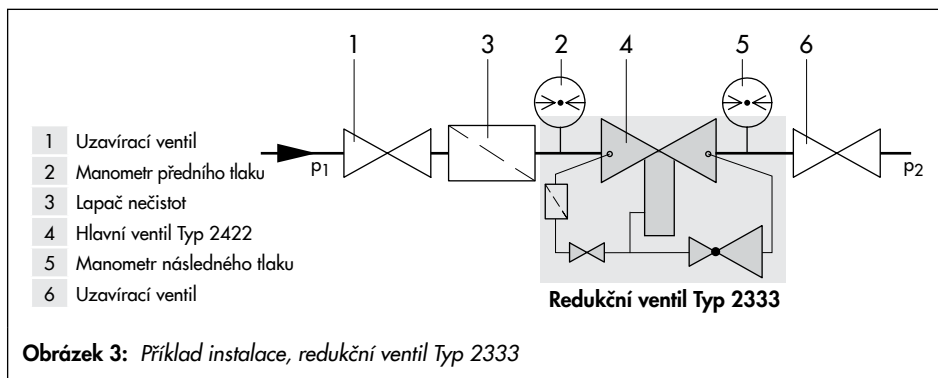 1 3 2 4 5 6
1 Uzavírací ventil
2 Manometr předního tlaku
3 Lapač nečistot
4 Hlavní ventil Typ 2422
5 Manometr následného tlaku
6 Uzavírací ventil
p1
p2
Redukční ventil Typ 2333
Obrázek 3: Příklad instalace, redukční ventil Typ 2333